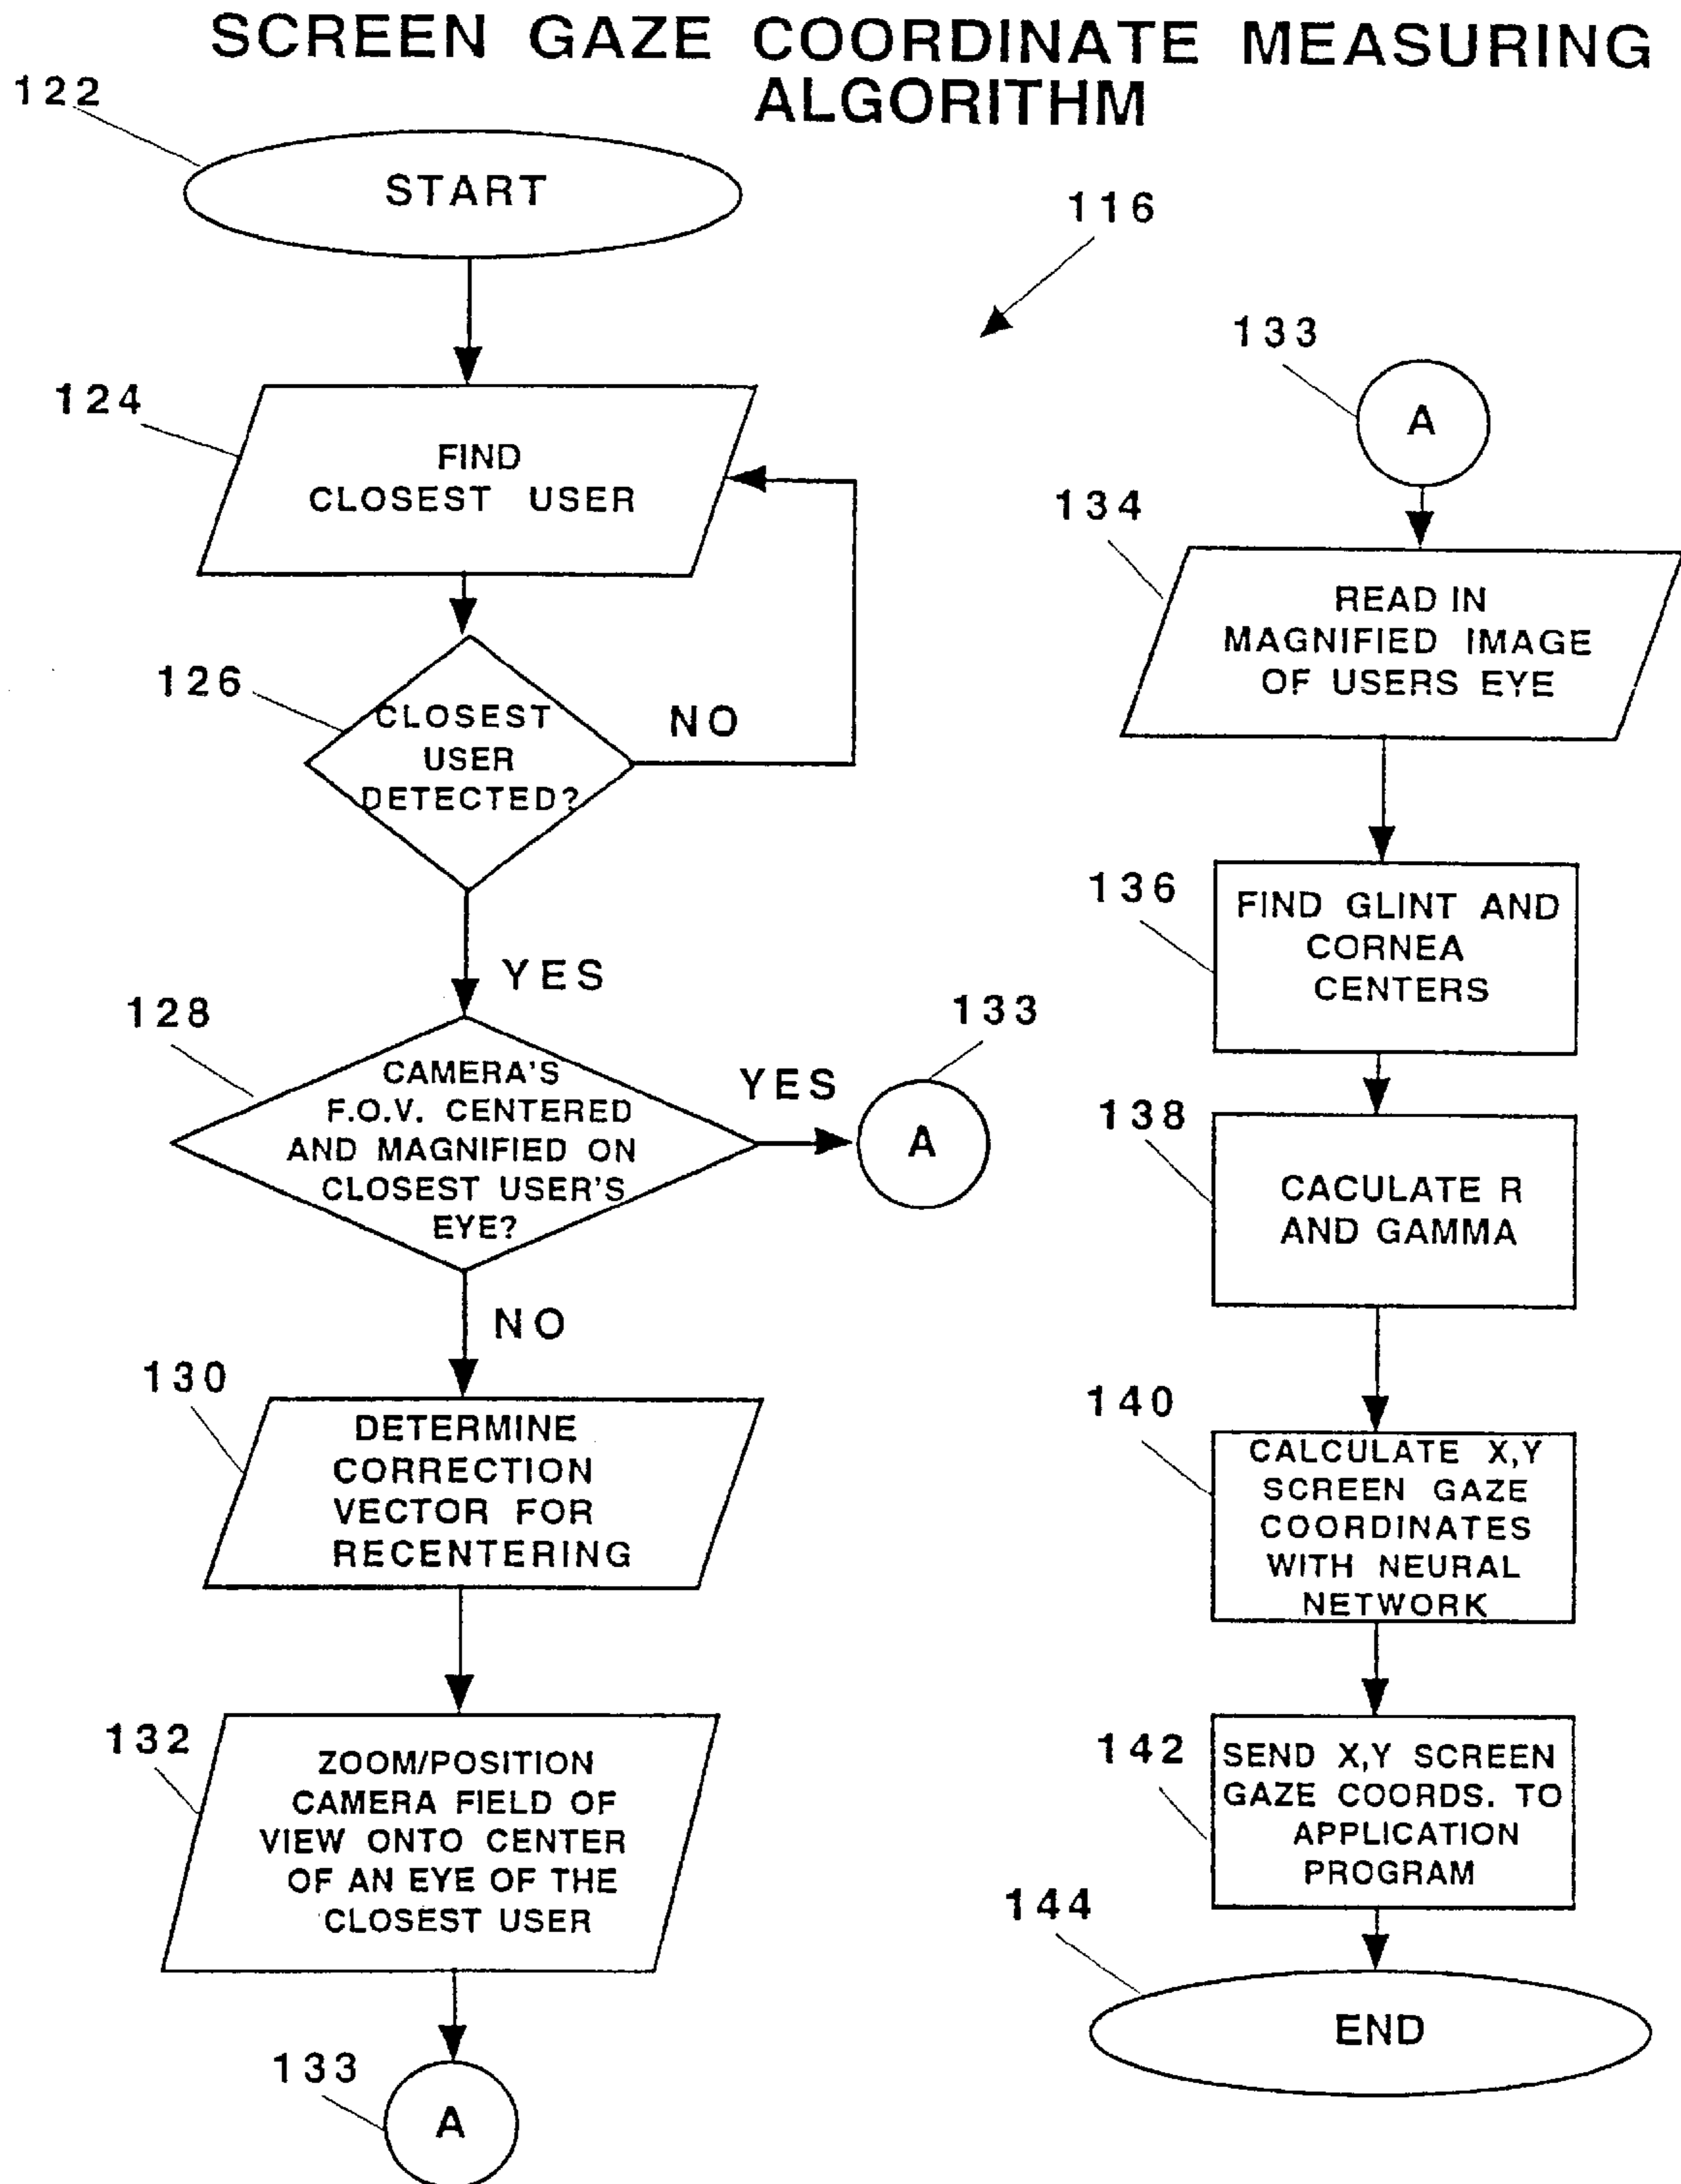 SCREEN GAZE COORDINATE MEASURING
ALGORITHM
122
START
116
124
FIND
CLOSEST USER
126
CLOSEST
USER
DETECTED?
NO
YES
128
CAMERA'S
F.O.V. CENTERED
AND MAGNIFIED ON
CLOSEST USER'S
EYE?
YES
133
A
NO
130
DETERMINE
CORRECTION
VECTOR FOR
RECENTERING
132
ZOOM/POSITION
CAMERA FIELD OF
VIEW ONTO CENTER
OF AN EYE OF THE
CLOSEST USER
133
A
133
A
134
READ IN
MAGNIFIED IMAGE
OF USERS EYE
136
FIND GLINT AND
CORNEA
CENTERS
138
CACULATE R
AND GAMMA
140
CALCULATE X,Y
SCREEN GAZE
COORDINATES
WITH NEURAL
NETWORK
142
SEND X,Y SCREEN
GAZE COORDS. TO
APPLICATION
PROGRAM
144
END